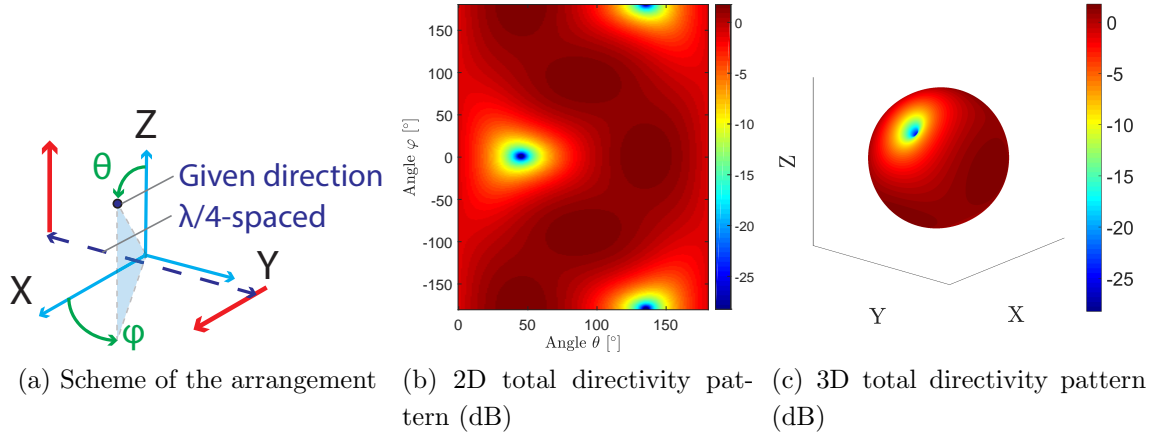 Z
θ
Given direction
λ/4-spaced
X
Y
φ
Angle φ [°]
150
100
50
0
-50
-100
-150
0
50
100
150
Angle θ [°]
0
-5
-10
-15
-20
-25
Z
Y
X
0
-5
-10
-15
-20
-25
(a) Scheme of the arrangement
(b) 2D total directivity pat-
tern (dB)
(c) 3D total directivity pattern
(dB)